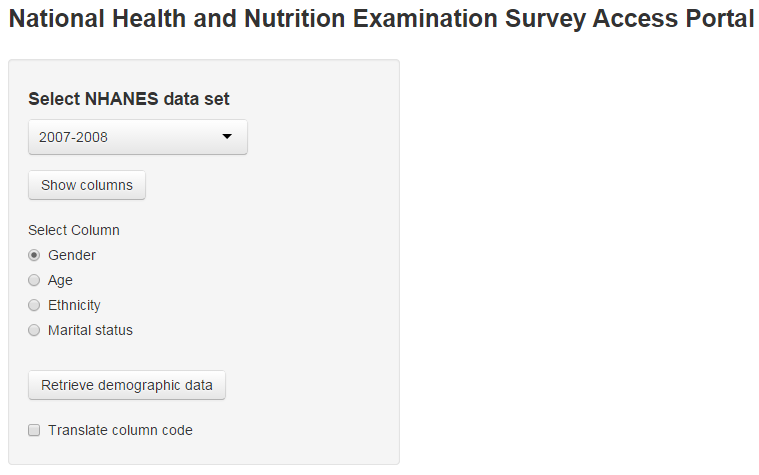 National Health and Nutrition Examination Survey Access Portal
Select NHANES data set
2007-2008
Show columns
Select Column
Gender
Age
Ethnicity
Marital status
Retrieve demographic data
Translate column code